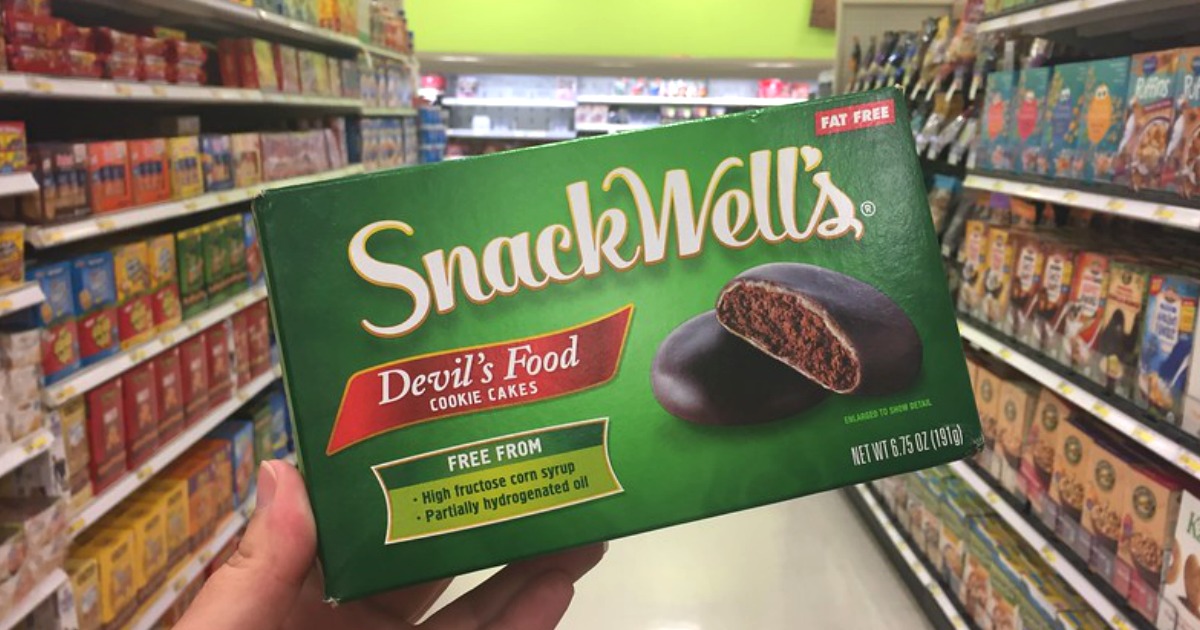 FAT FREE
SnackWell's®
Devil's Food
COOKIE CAKES
FREE FROM
· High fructose corn syrup
· Partially hydrogenated oil
ENLARGED TO SHOW DETAIL
NET WT 6.75 OZ (191g)